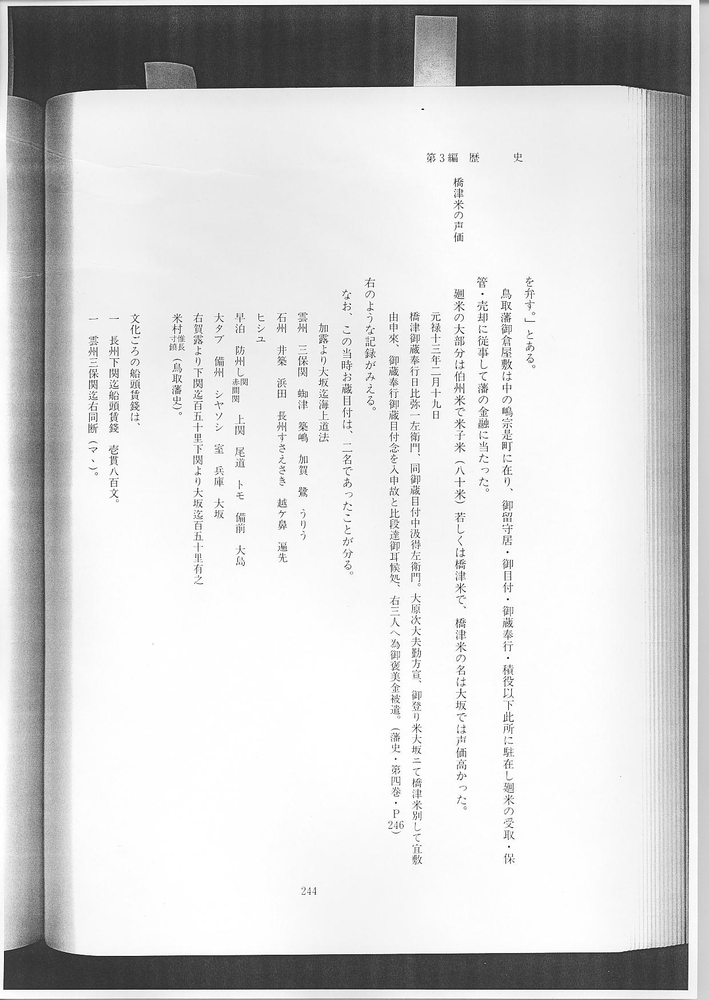 第3編 歴 史
橋津米の声価
を弁す。」とある。
鳥取藩御倉屋敷は中の嶋宗是町に在り、御留守居・御目付・御蔵奉行・積役以下此所に駐在し廻米の受取・保
管・売却に従事して藩の金融に当たった。
廻米の大部分は伯州米で米子米（八十米）若しくは橋津米で、橋津米の名は大坂では声価高かった。
元禄十三年二月十九日
橋津御蔵奉行日比弥一左衛門、同御蔵目付中汲得左衛門。大原次大夫勤方宣、御登り米大坂ニて橋津米別して宜敷
由申來、御蔵奉行御蔵目付念を入申故と比段達御耳候処、右三人へ為御褒美金被遣。（藩史・第四巻・P246）
右のような記録がみえる。
なお、この当時お蔵目付は、二名であったことが分る。
加露より大坂迄海上道法
雲州 三保関 蜘津 築嶋 加賀 鷺 うりう
石州 井築 浜田 長州すさえさき 越ケ鼻 遍先
ヒシユ
早泊 防州し関赤間関 上関 尾道 トモ 備前 大島
大タブ 備州 シヤソシ 室 兵庫 大坂
右賀露より下関迄百五十里下関より大坂迄百五十里有之
米村惟長寸鎮（鳥取藩史）。
文化ごろの船頭賃錢は、
一 長州下関迄船頭賃錢 壱貫八百文。
一 雲州三保関迄右同断（マヽ）。
244